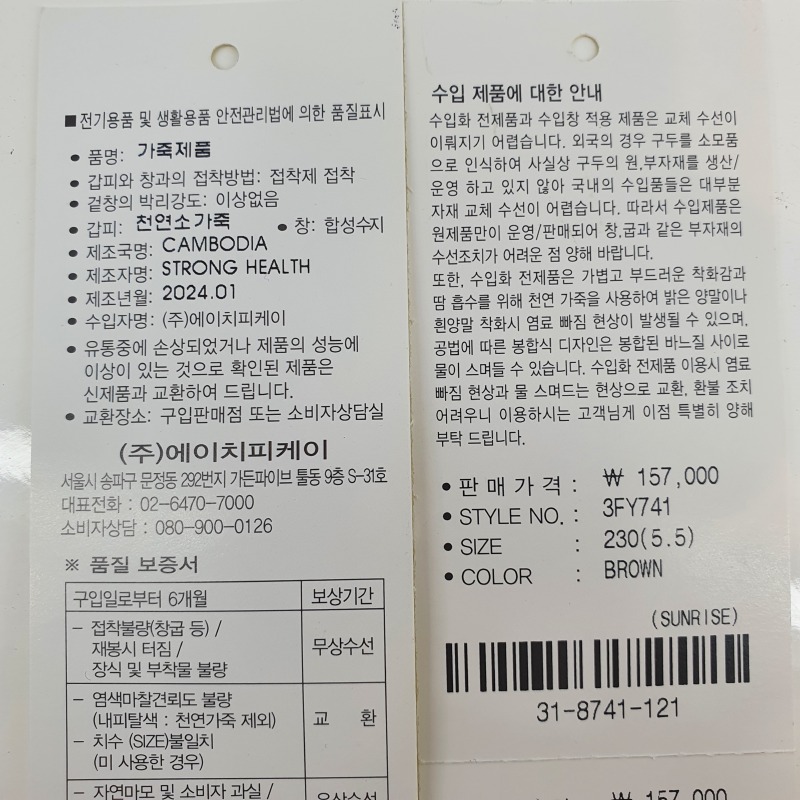 ■ 전기용품 및 생활용품 안전관리법에 의한 품질표시
● 품명: 가죽제품
● 갑피와 창과의 접착방법: 접착제 접착
● 겉창의 박리강도: 이상없음
● 갑피: 천연소가죽 ● 창: 합성수지
● 제조국명: CAMBODIA
● 제조자명: STRONG HEALTH
● 제조년월: 2024.01
● 수입자명: (주)에이치피케이
● 유통중에 손상되었거나 제품의 성능에
이상이 있는 것으로 확인된 제품은
신제품과 교환하여 드립니다.
● 교환장소: 구입판매점 또는 소비자상담실
(주)에이치피케이
서울시 송파구 문정동 292번지 가든파이브 툴동 9층 S-31호
대표전화 : 02-6470-7000
소비자상담 : 080-900-0126
※ 품질 보증서
구입일로부터 6개월 보상기간
- 접착불량(창굽 등) /
재봉시 터짐 / 무상수선
장식 및 부착물 불량
- 염색마찰견뢰도 불량
(내피탈색 : 천연가죽 제외) 교 환
- 치수 (SIZE)불일치
(미 사용한 경우)
- 자연마모 및 소비자 과실 / 유상수선
수입 제품에 대한 안내
수입화 전제품과 수입창 적용 제품은 교체 수선이
이뤄지기 어렵습니다. 외국의 경우 구두를 소모품
으로 인식하여 사실상 구두의 원,부자재를 생산/
운영 하고 있지 않아 국내의 수입품들은 대부분
자재 교체 수선이 어렵습니다. 따라서 수입제품은
원제품만이 운영/판매되어 창,굽과 같은 부자재의
수선조치가 어려운 점 양해 바랍니다.
또한, 수입화 전제품은 가볍고 부드러운 착화감과
땀 흡수를 위해 천연 가죽을 사용하여 밝은 양말이나
흰양말 착화시 염료 빠짐 현상이 발생될 수 있으며,
공법에 따른 봉합식 디자인은 봉합된 바느질 사이로
물이 스며들 수 있습니다. 수입화 전제품 이용시 염료
빠짐 현상과 물 스며드는 현상으로 교환, 환불 조치
어려우니 이용하시는 고객님게 이점 특별히 양해
부탁 드립니다.
● 판 매 가 격 : ₩ 157,000
● STYLE NO. : 3FY741
● SIZE : 230(5.5)
● COLOR : BROWN
(SUNRISE)
31-8741-121
₩ 157,000